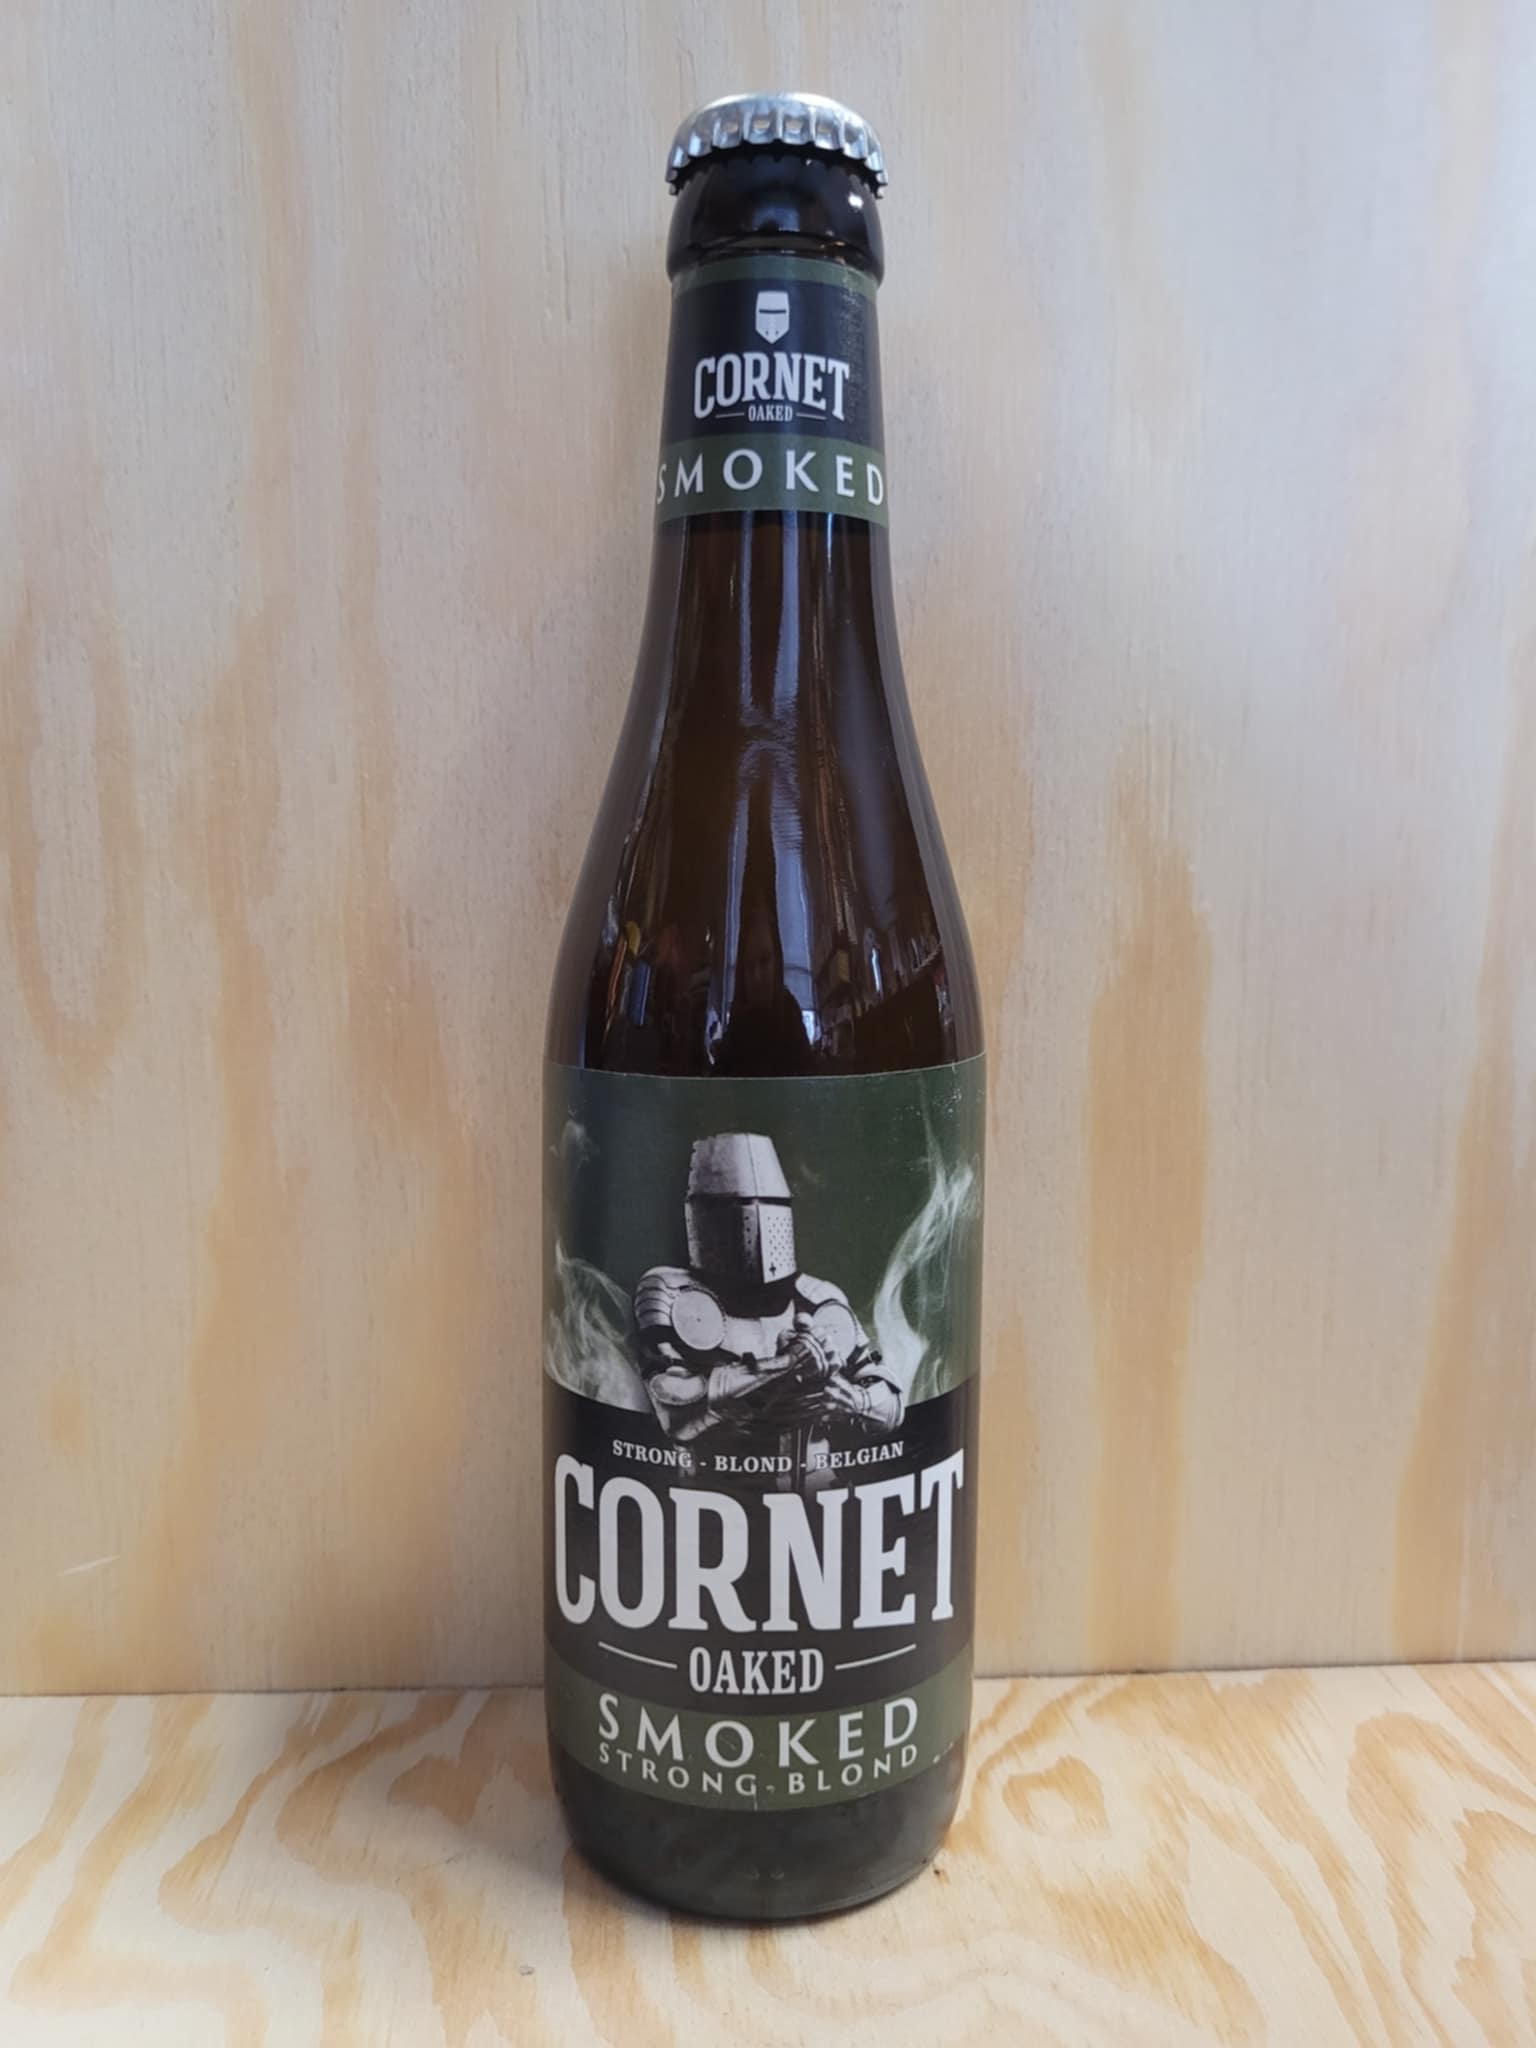 CORNET
OAKED
SMOKED
STRONG - BLOND - BELGIAN
CORNET
OAKED
SMOKED
STRONG BLOND